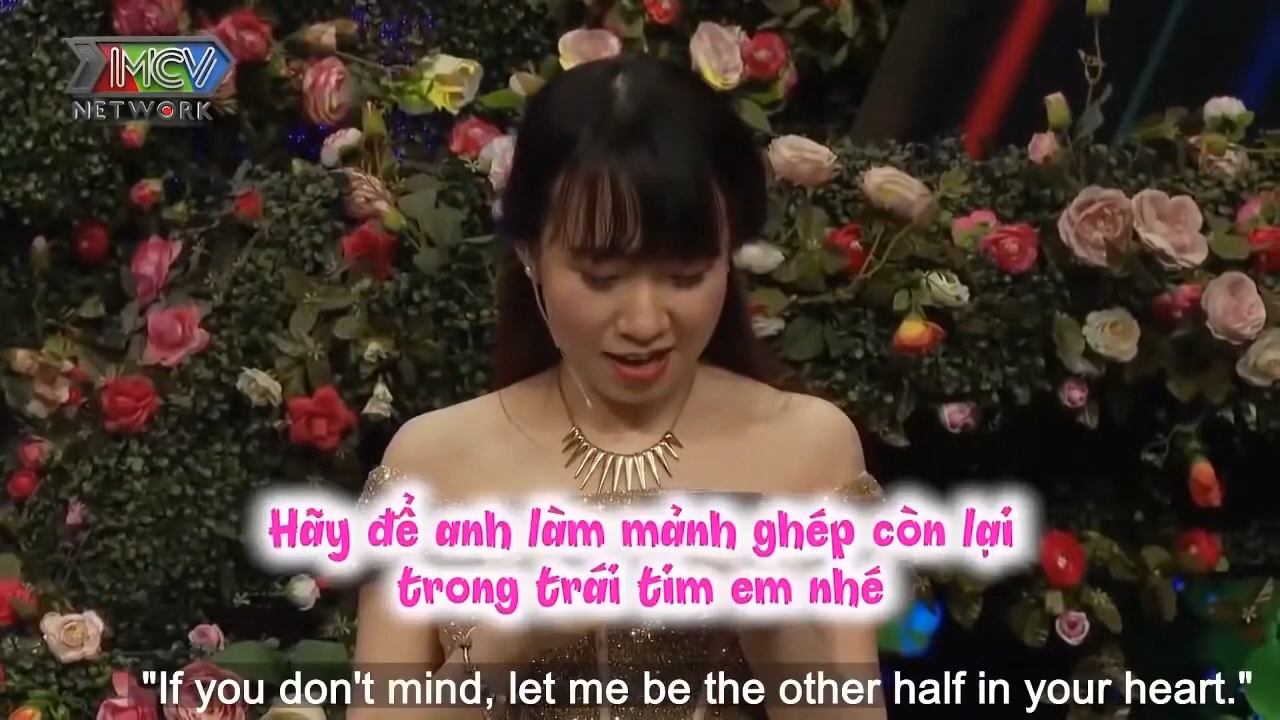 MCV
NETWORK
Hãy để anh làm mảnh ghép còn lại
trong trái tim em nhé
"If you don't mind, let me be the other half in your heart."